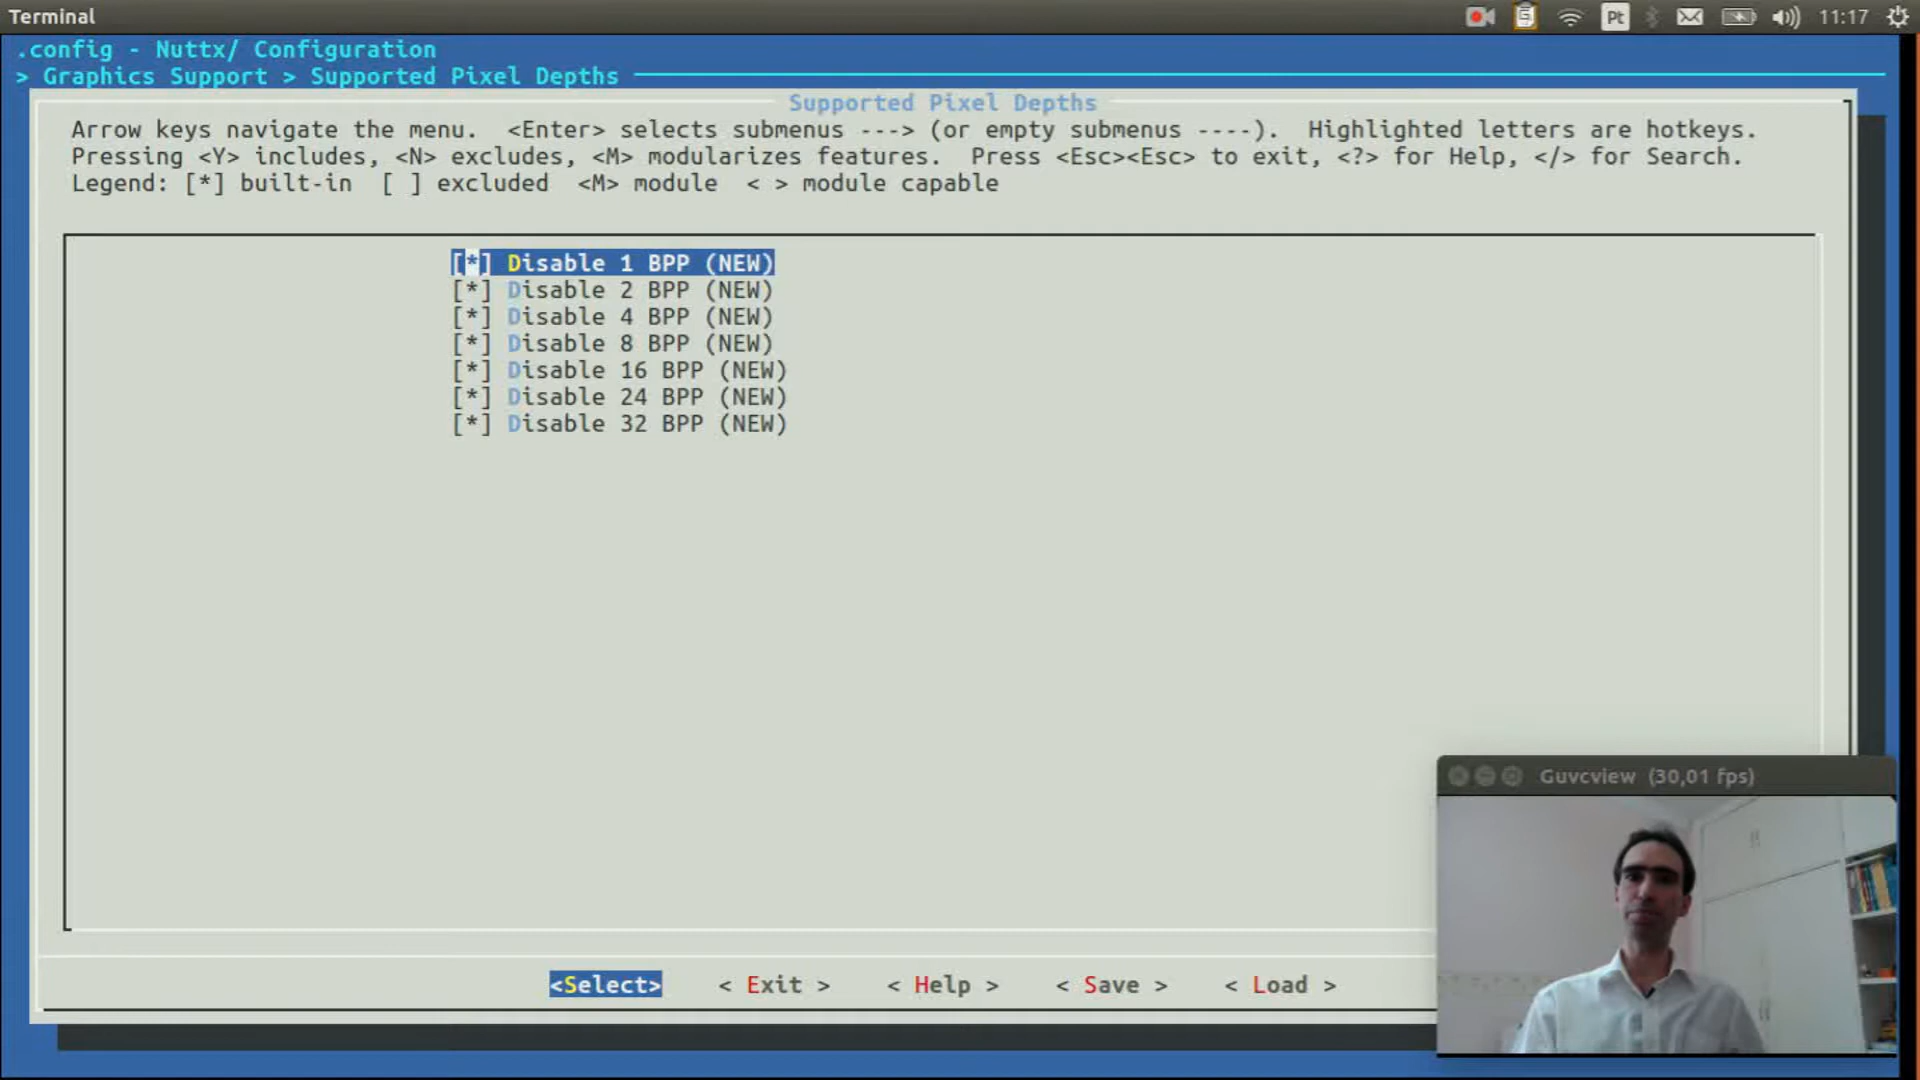 Terminal
Pt
11:17
.config - Nuttx/ Configuration
> Graphics Support > Supported Pixel Depths
Supported Pixel Depths
Arrow keys navigate the menu.  <Enter> selects submenus ---> (or empty submenus ----).  Highlighted letters are hotkeys.
Pressing <Y> includes, <N> excludes, <M> modularizes features.  Press <Esc><Esc> to exit, <?> for Help, </> for Search.
Legend: [*] built-in  [ ] excluded  <M> module  < > module capable
[*] Disable 1 BPP (NEW)
[*] Disable 2 BPP (NEW)
[*] Disable 4 BPP (NEW)
[*] Disable 8 BPP (NEW)
[*] Disable 16 BPP (NEW)
[*] Disable 24 BPP (NEW)
[*] Disable 32 BPP (NEW)
Guvcview (30,01 fps)
<Select>    < Exit >    < Help >    < Save >    < Load >